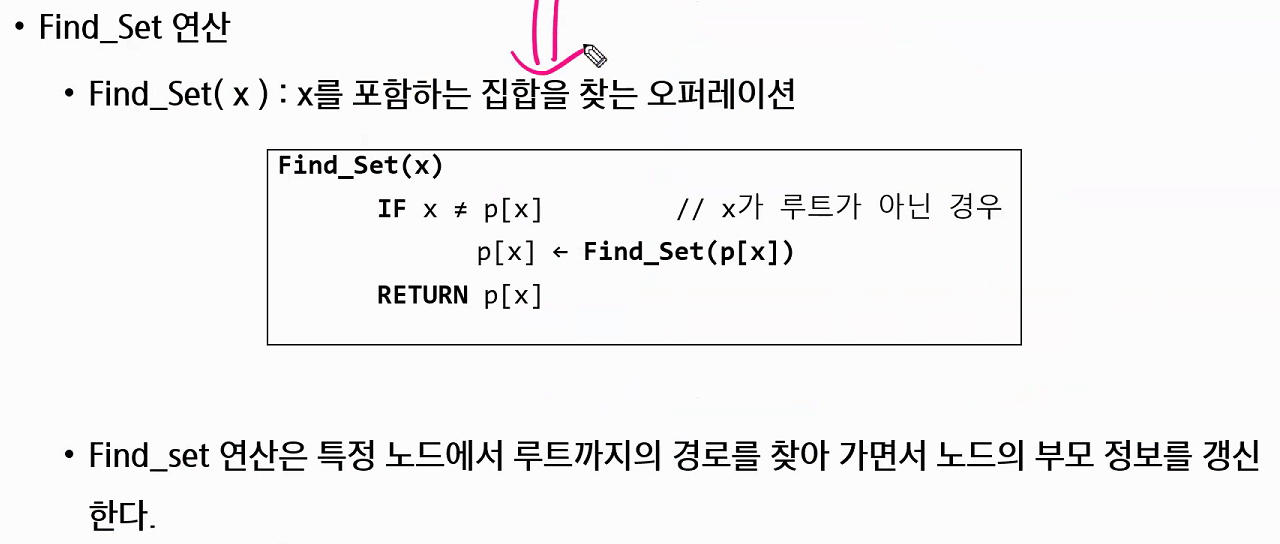 • Find_Set 연산
• Find_Set( x ) : x를 포함하는 집합을 찾는 오퍼레이션
Find_Set(x)
IF x ≠ p[x] // x가 루트가 아닌 경우
p[x] ← Find_Set(p[x])
RETURN p[x]
• Find_set 연산은 특정 노드에서 루트까지의 경로를 찾아 가면서 노드의 부모 정보를 갱신
한다.